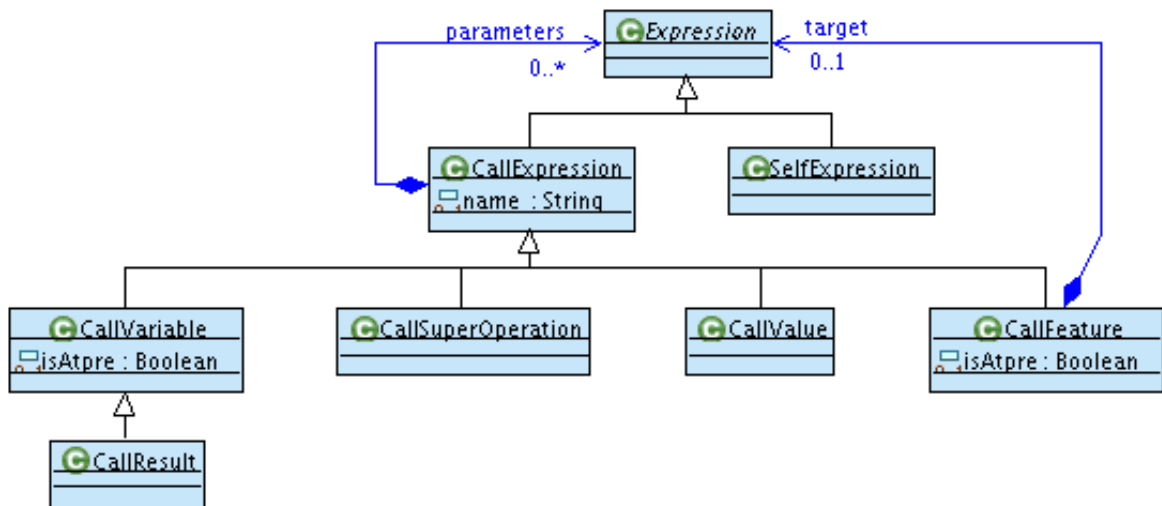 parameters
Expression
target
0..*
0..1
CallExpression
SelfExpression
name : String
CallVariable
CallSuperOperation
CallValue
CallFeature
isAtpre : Boolean
isAtpre : Boolean
CallResult